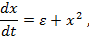 dx/dt = ε + x² ,